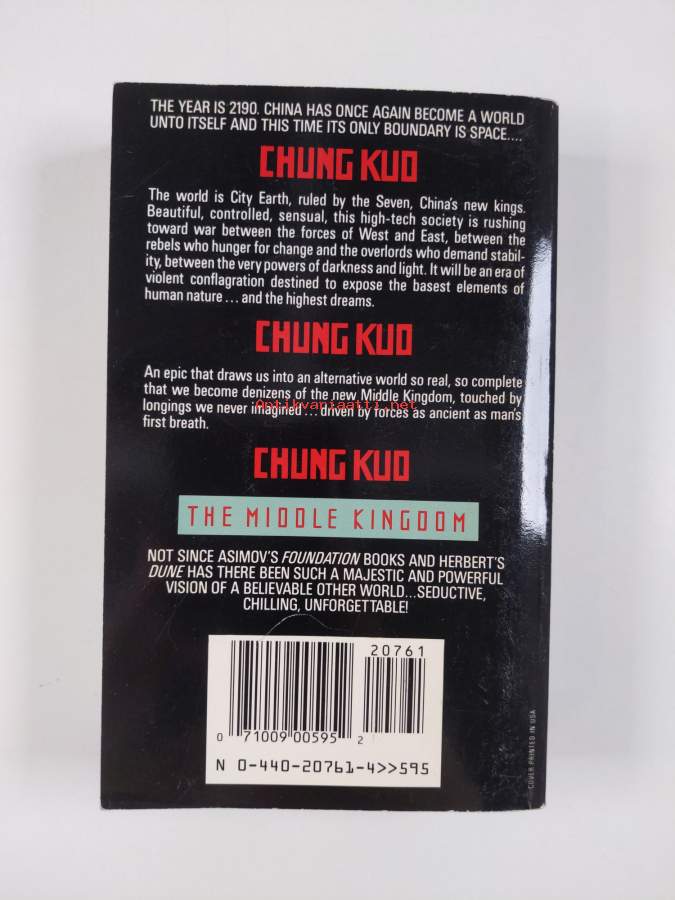 THE YEAR IS 2190. CHINA HAS ONCE AGAIN BECOME A WORLD
UNTO ITSELF AND THIS TIME ITS ONLY BOUNDARY IS SPACE....
CHUNG KUO
The world is City Earth, ruled by the Seven, China's new kings.
Beautiful, controlled, sensual, this high-tech society is rushing
toward war between the forces of West and East, between the
rebels who hunger for change and the overlords who demand stabil-
ity, between the very powers of darkness and light. It will be an era of
violent conflagration destined to expose the basest elements of
human nature ... and the highest dreams.
CHUNG KUO
An epic that draws us into an alternative world so real, so complete
that we become denizens of the new Middle Kingdom, touched by
longings we never imagined ... driven by forces as ancient as man's
first breath.
Antikvariaatti.net
CHUNG KUO
THE MIDDLE KINGDOM
NOT SINCE ASIMOV'S FOUNDATION BOOKS AND HERBERT'S
DUNE HAS THERE BEEN SUCH A MAJESTIC AND POWERFUL
VISION OF A BELIEVABLE OTHER WORLD...SEDUCTIVE,
CHILLING, UNFORGETTABLE!
20761
0 71009 00595 2
N 0-440-20761-4>>595
COVER PRINTED IN USA